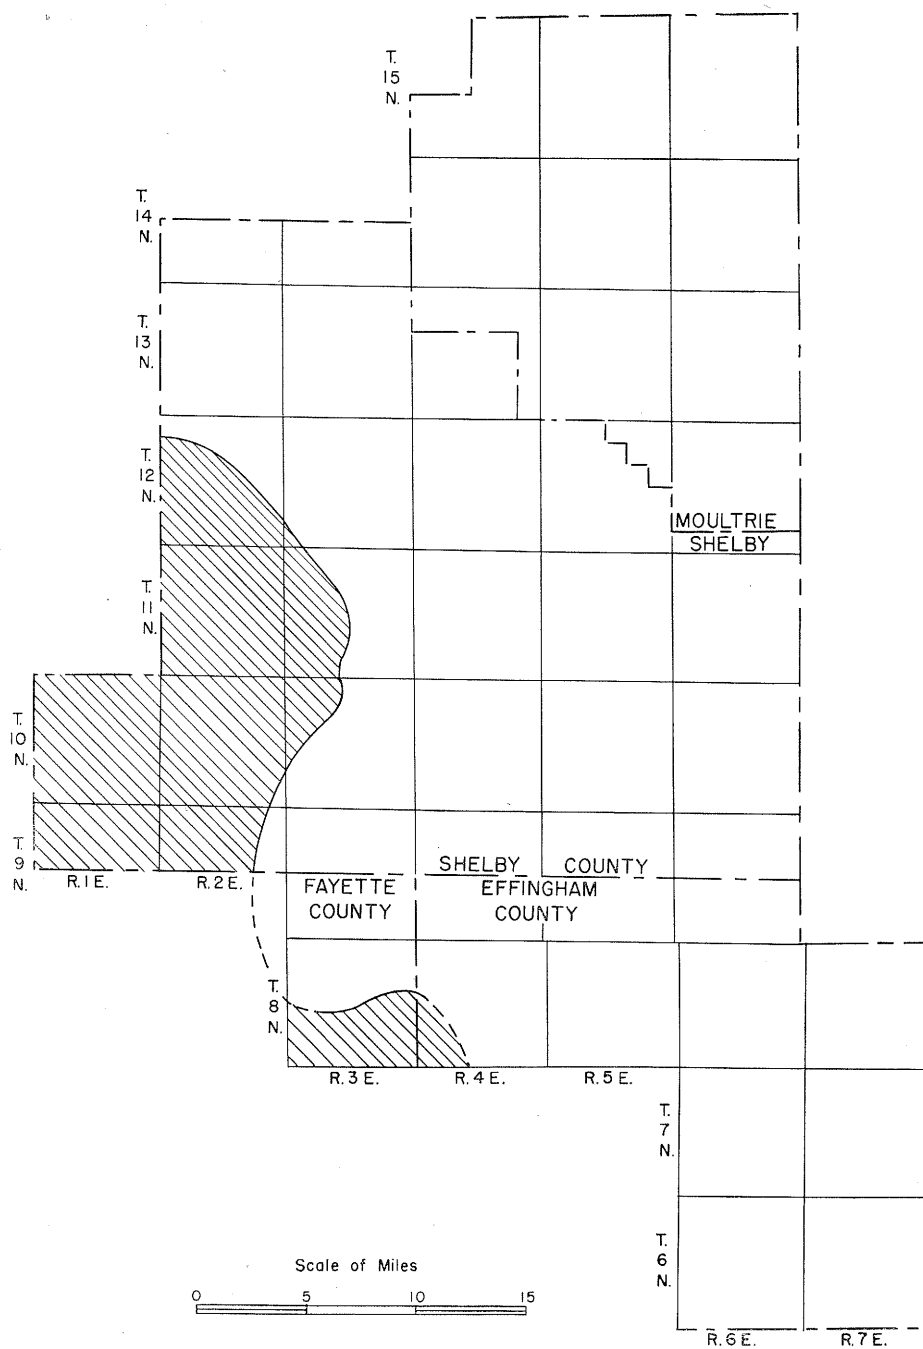 T.
15
N.
T.
14
N.
T.
13
N.
T.
12
N.
MOULTRIE
SHELBY
T.
11
N.
T.
10
N.
T.
9
N.
R.1E.
R.2E.
SHELBY COUNTY
FAYETTE
COUNTY
EFFINGHAM
COUNTY
T.
8
N.
R.3E.
R.4E.
R.5E.
T.
7
N.
T.
6
N.
Scale of Miles
0 5 10 15
R.6E.
R.7E.